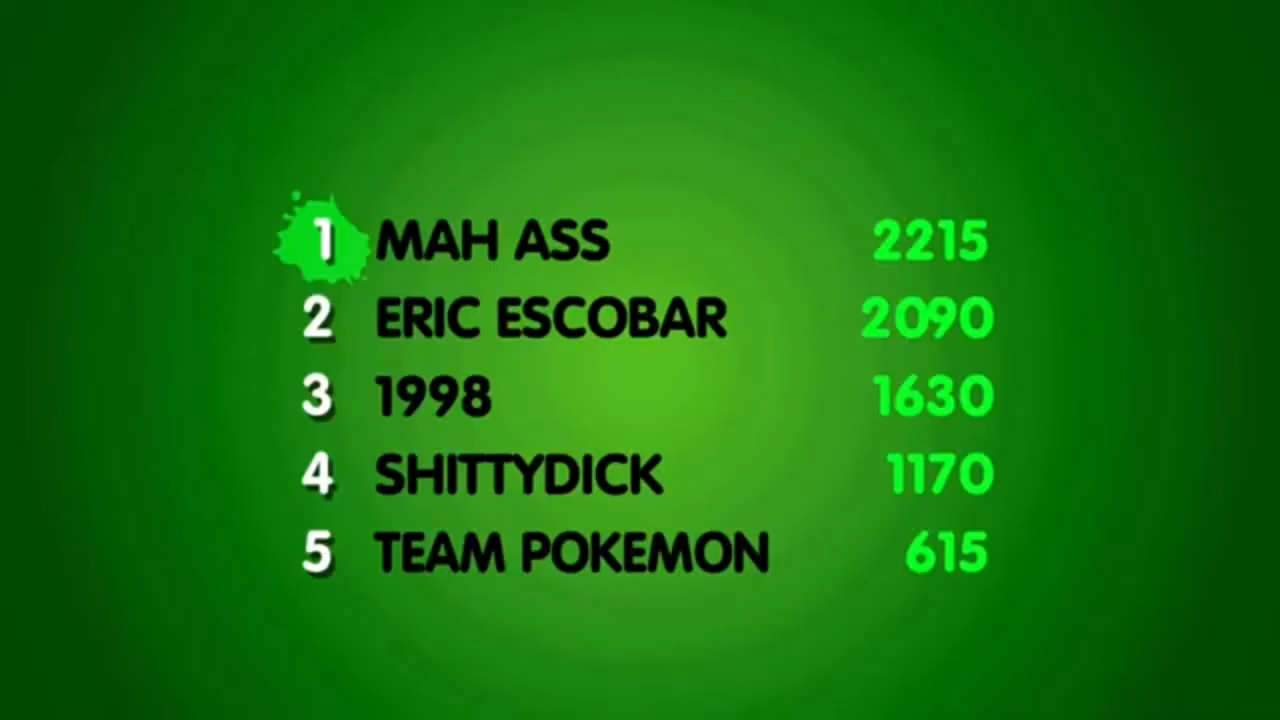 1 MAH ASS 2215
2 ERIC ESCOBAR 2090
3 1998 1630
4 SHITTYDICK 1170
5 TEAM POKEMON 615